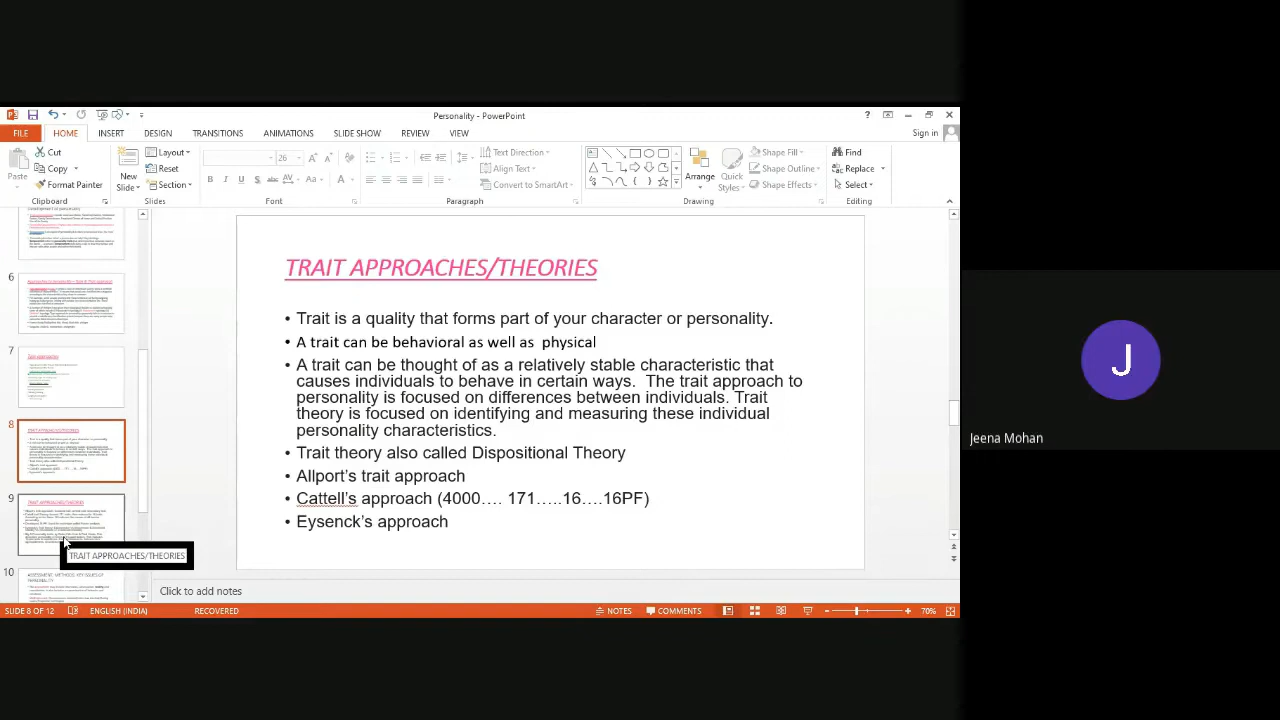 Personality - PowerPoint
?
FILE HOME INSERT DESIGN TRANSITIONS ANIMATIONS SLIDE SHOW REVIEW VIEW Sign in
Paste Cut Copy Format Painter Clipboard
New Slide Layout Reset Section Slides
26 Font
Text Direction Align Text Convert to SmartArt Paragraph
Arrange Quick Styles Shape Fill Shape Outline Shape Effects Drawing
Find Replace Select Editing
6
7
8
9
10
TRAIT APPROACHES/THEORIES
TRAIT APPROACHES/THEORIES
• Trait is a quality that forms part of your character or personality.
• A trait can be behavioral as well as physical
• A trait can be thought of as a relatively stable characteristic that
causes individuals to behave in certain ways. The trait approach to
personality is focused on differences between individuals. Trait
theory is focused on identifying and measuring these individual
personality characteristics.
• Trait theory also called Dispositional Theory
• Allport's trait approach
• Cattell's approach (4000….. 171…..16….16PF)
• Eysenck's approach
Click to add notes
SLIDE 8 OF 12 ENGLISH (INDIA) RECOVERED NOTES COMMENTS 70%
J
Jeena Mohan